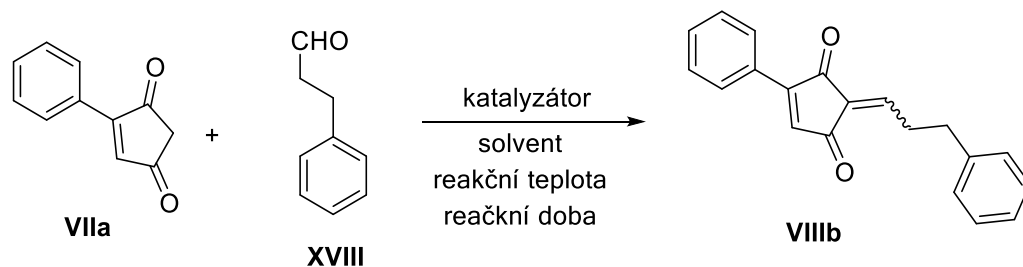 CHO
O
O
+
katalyzátor
solvent
reakční teplota
reačkní doba
O
O
VIIa
XVIII
VIIIb